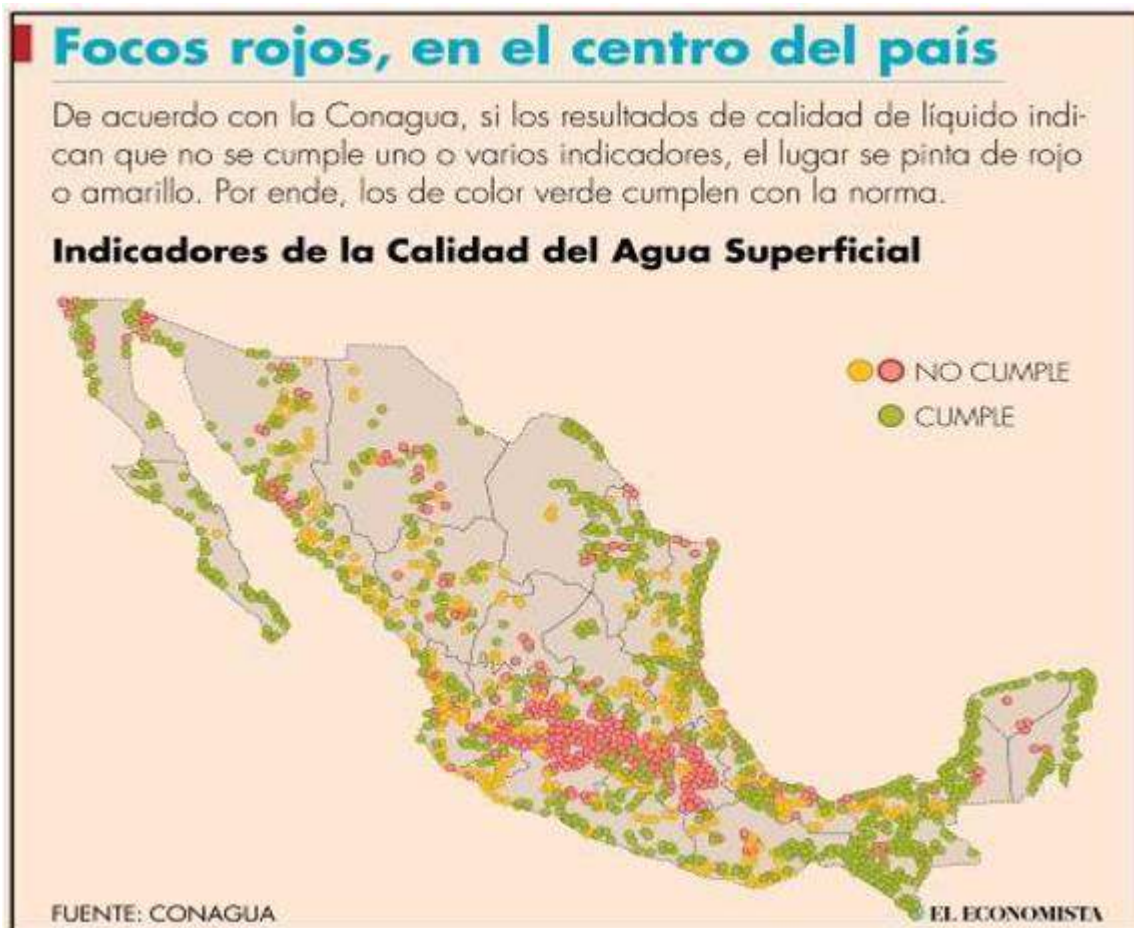 Focos rojos, en el centro del país
De acuerdo con la Conagua, si los resultados de calidad de líquido indi-
can que no se cumple uno o varios indicadores, el lugar se pinta de rojo
o amarillo. Por ende, los de color verde cumplen con la norma.
Indicadores de la Calidad del Agua Superficial
NO CUMPLE
CUMPLE
FUENTE: CONAGUA
EL ECONOMISTA